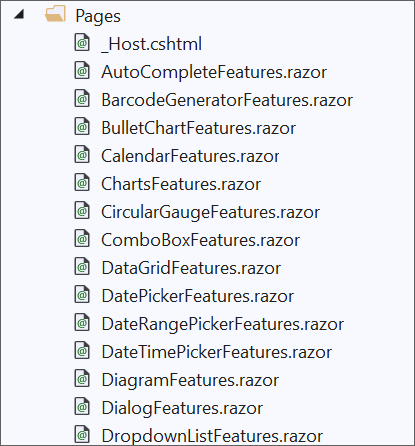 Pages
_Host.cshtml
AutoCompleteFeatures.razor
BarcodeGeneratorFeatures.razor
BulletChartFeatures.razor
CalendarFeatures.razor
ChartsFeatures.razor
CircularGaugeFeatures.razor
ComboBoxFeatures.razor
DataGridFeatures.razor
DatePickerFeatures.razor
DateRangePickerFeatures.razor
DateTimePickerFeatures.razor
DiagramFeatures.razor
DialogFeatures.razor
DropdownListFeatures.razor